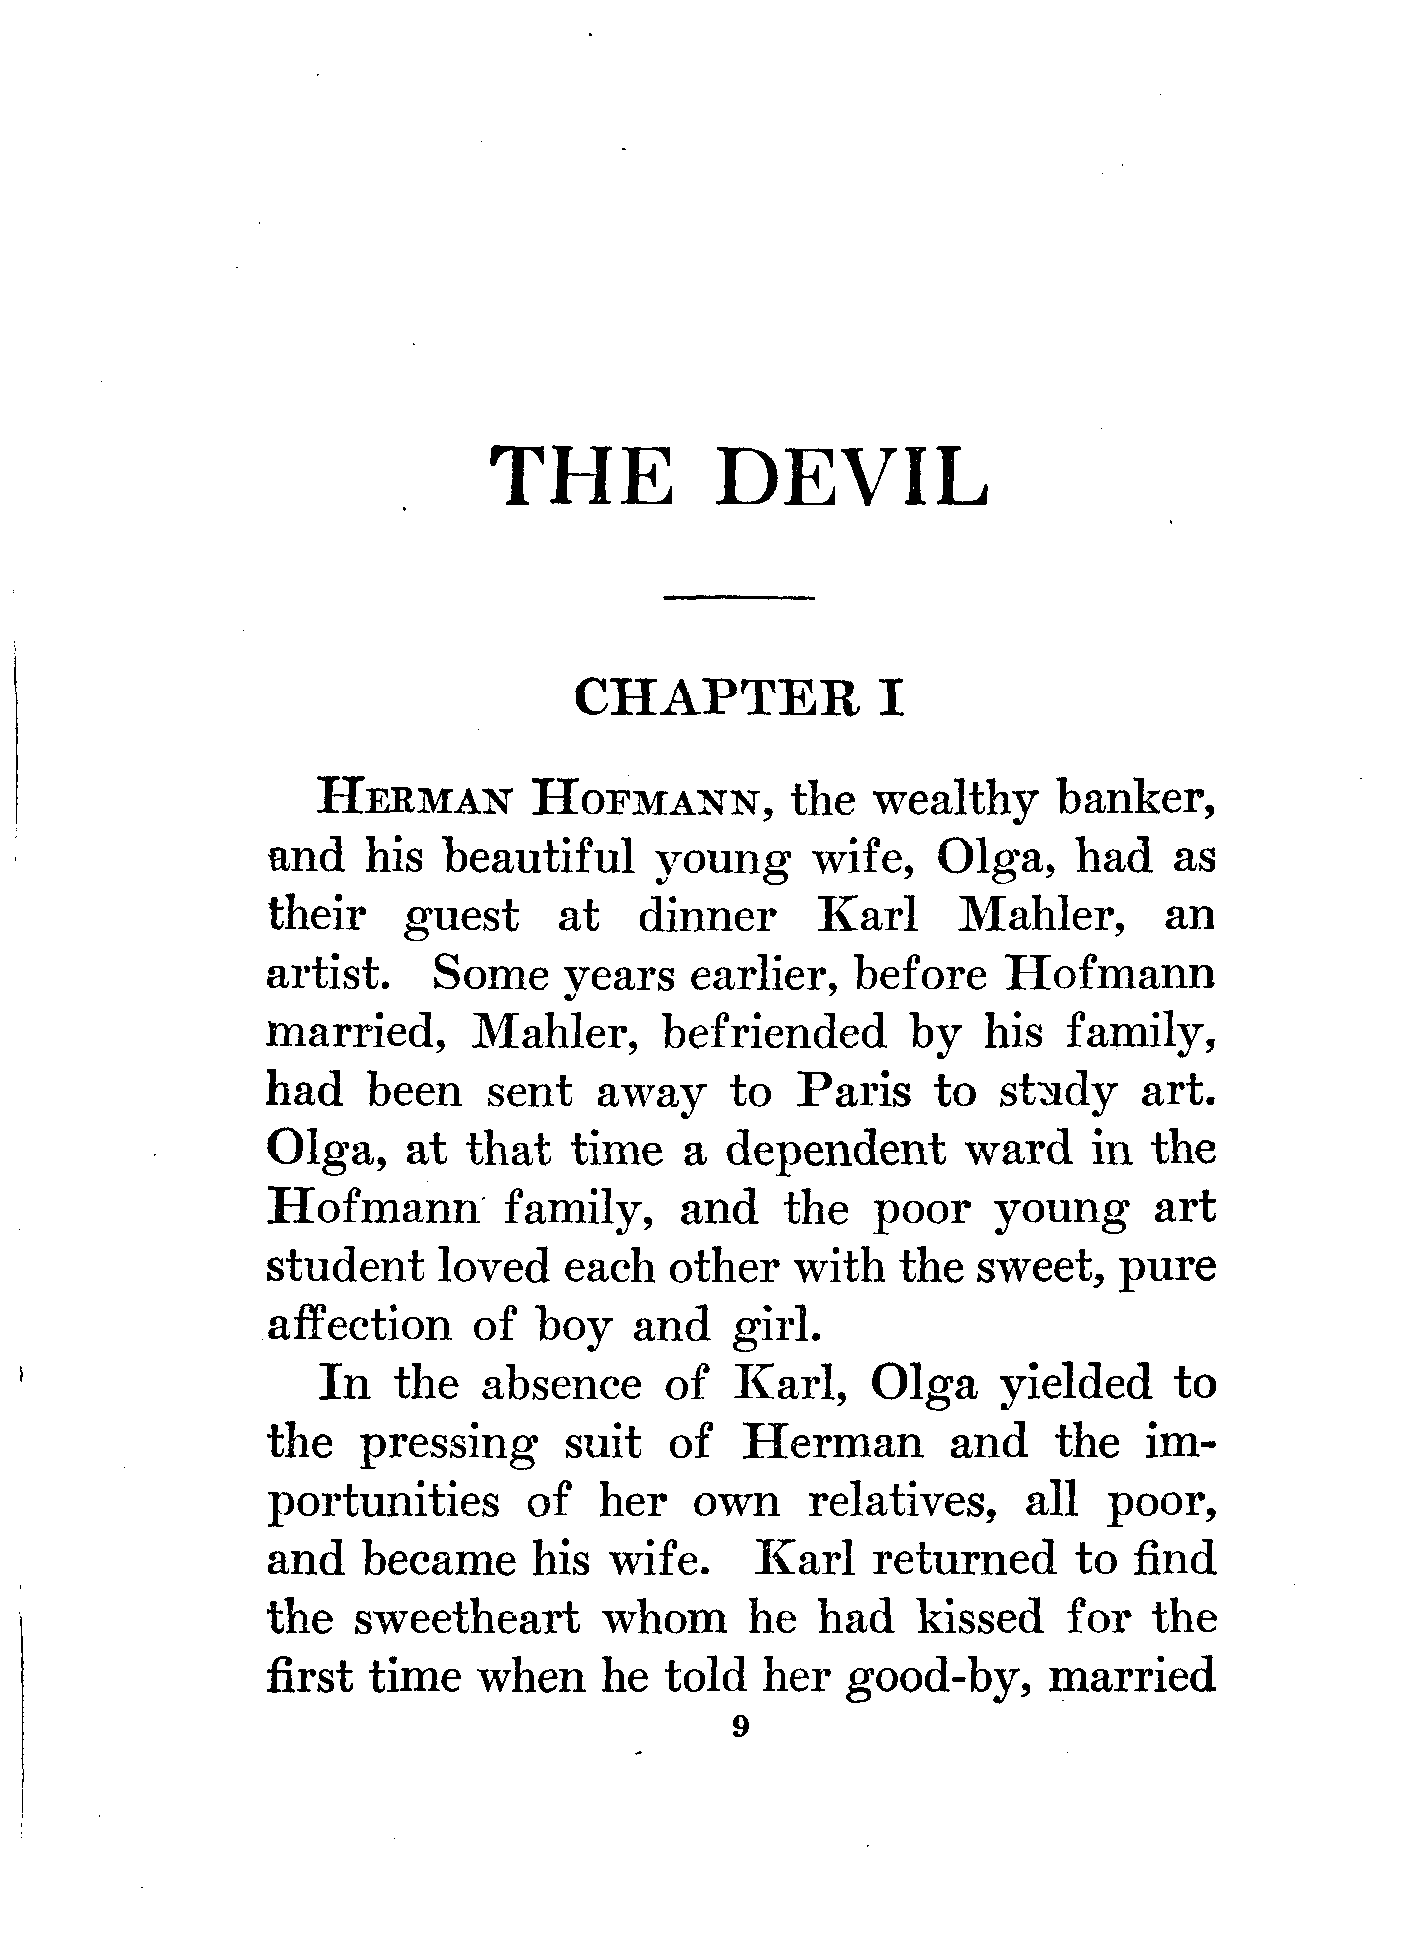 THE DEVIL
CHAPTER I
HERMAN HOFMANN, the wealthy banker,
and his beautiful young wife, Olga, had as
their guest at dinner Karl Mahler, an
artist. Some years earlier, before Hofmann
married, Mahler, befriended by his family,
had been sent away to Paris to study art.
Olga, at that time a dependent ward in the
Hofmann family, and the poor young art
student loved each other with the sweet, pure
affection of boy and girl.
In the absence of Karl, Olga yielded to
the pressing suit of Herman and the im-
portunities of her own relatives, all poor,
and became his wife. Karl returned to find
the sweetheart whom he had kissed for the
first time when he told her good-by, married
9